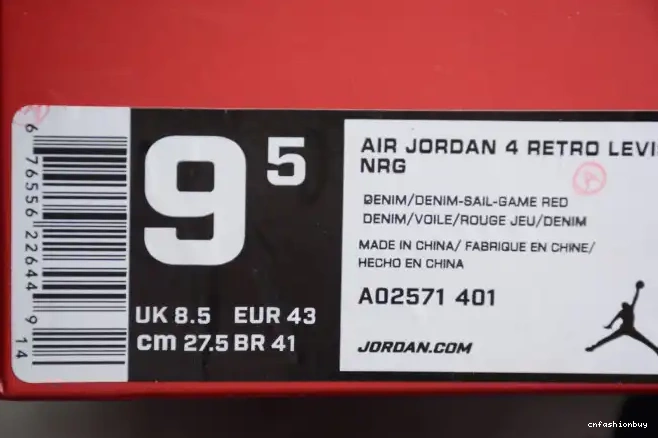 6 76556 22644 9 14
9 5
UK 8.5 EUR 43
cm 27.5 BR 41
AIR JORDAN 4 RETRO LEVIS
NRG
DENIM/DENIM-SAIL-GAME RED
DENIM/VOILE/ROUGE JEU/DENIM
MADE IN CHINA/ FABRIQUE EN CHINE/
HECHO EN CHINA
AO2571 401
JORDAN.COM
cnfashionbuy